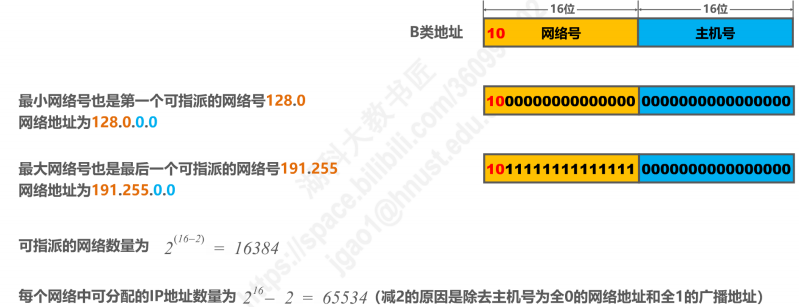 16位 16位
B类地址 10 网络号 主机号
最小网络号也是第一个可指派的网络号128.0
网络地址为128.0.0.0
1000000000000000 0000000000000000
最大网络号也是最后一个可指派的网络号191.255
网络地址为191.255.0.0
1011111111111111 0000000000000000
可指派的网络数量为 2^(16–2) = 16384
每个网络中可分配的IP地址数量为 2^16 – 2 = 65534（减2的原因是除去主机号为全0的网络地址和全1的广播地址）
湖科大教书匠
https://space.bilibili.com/3609